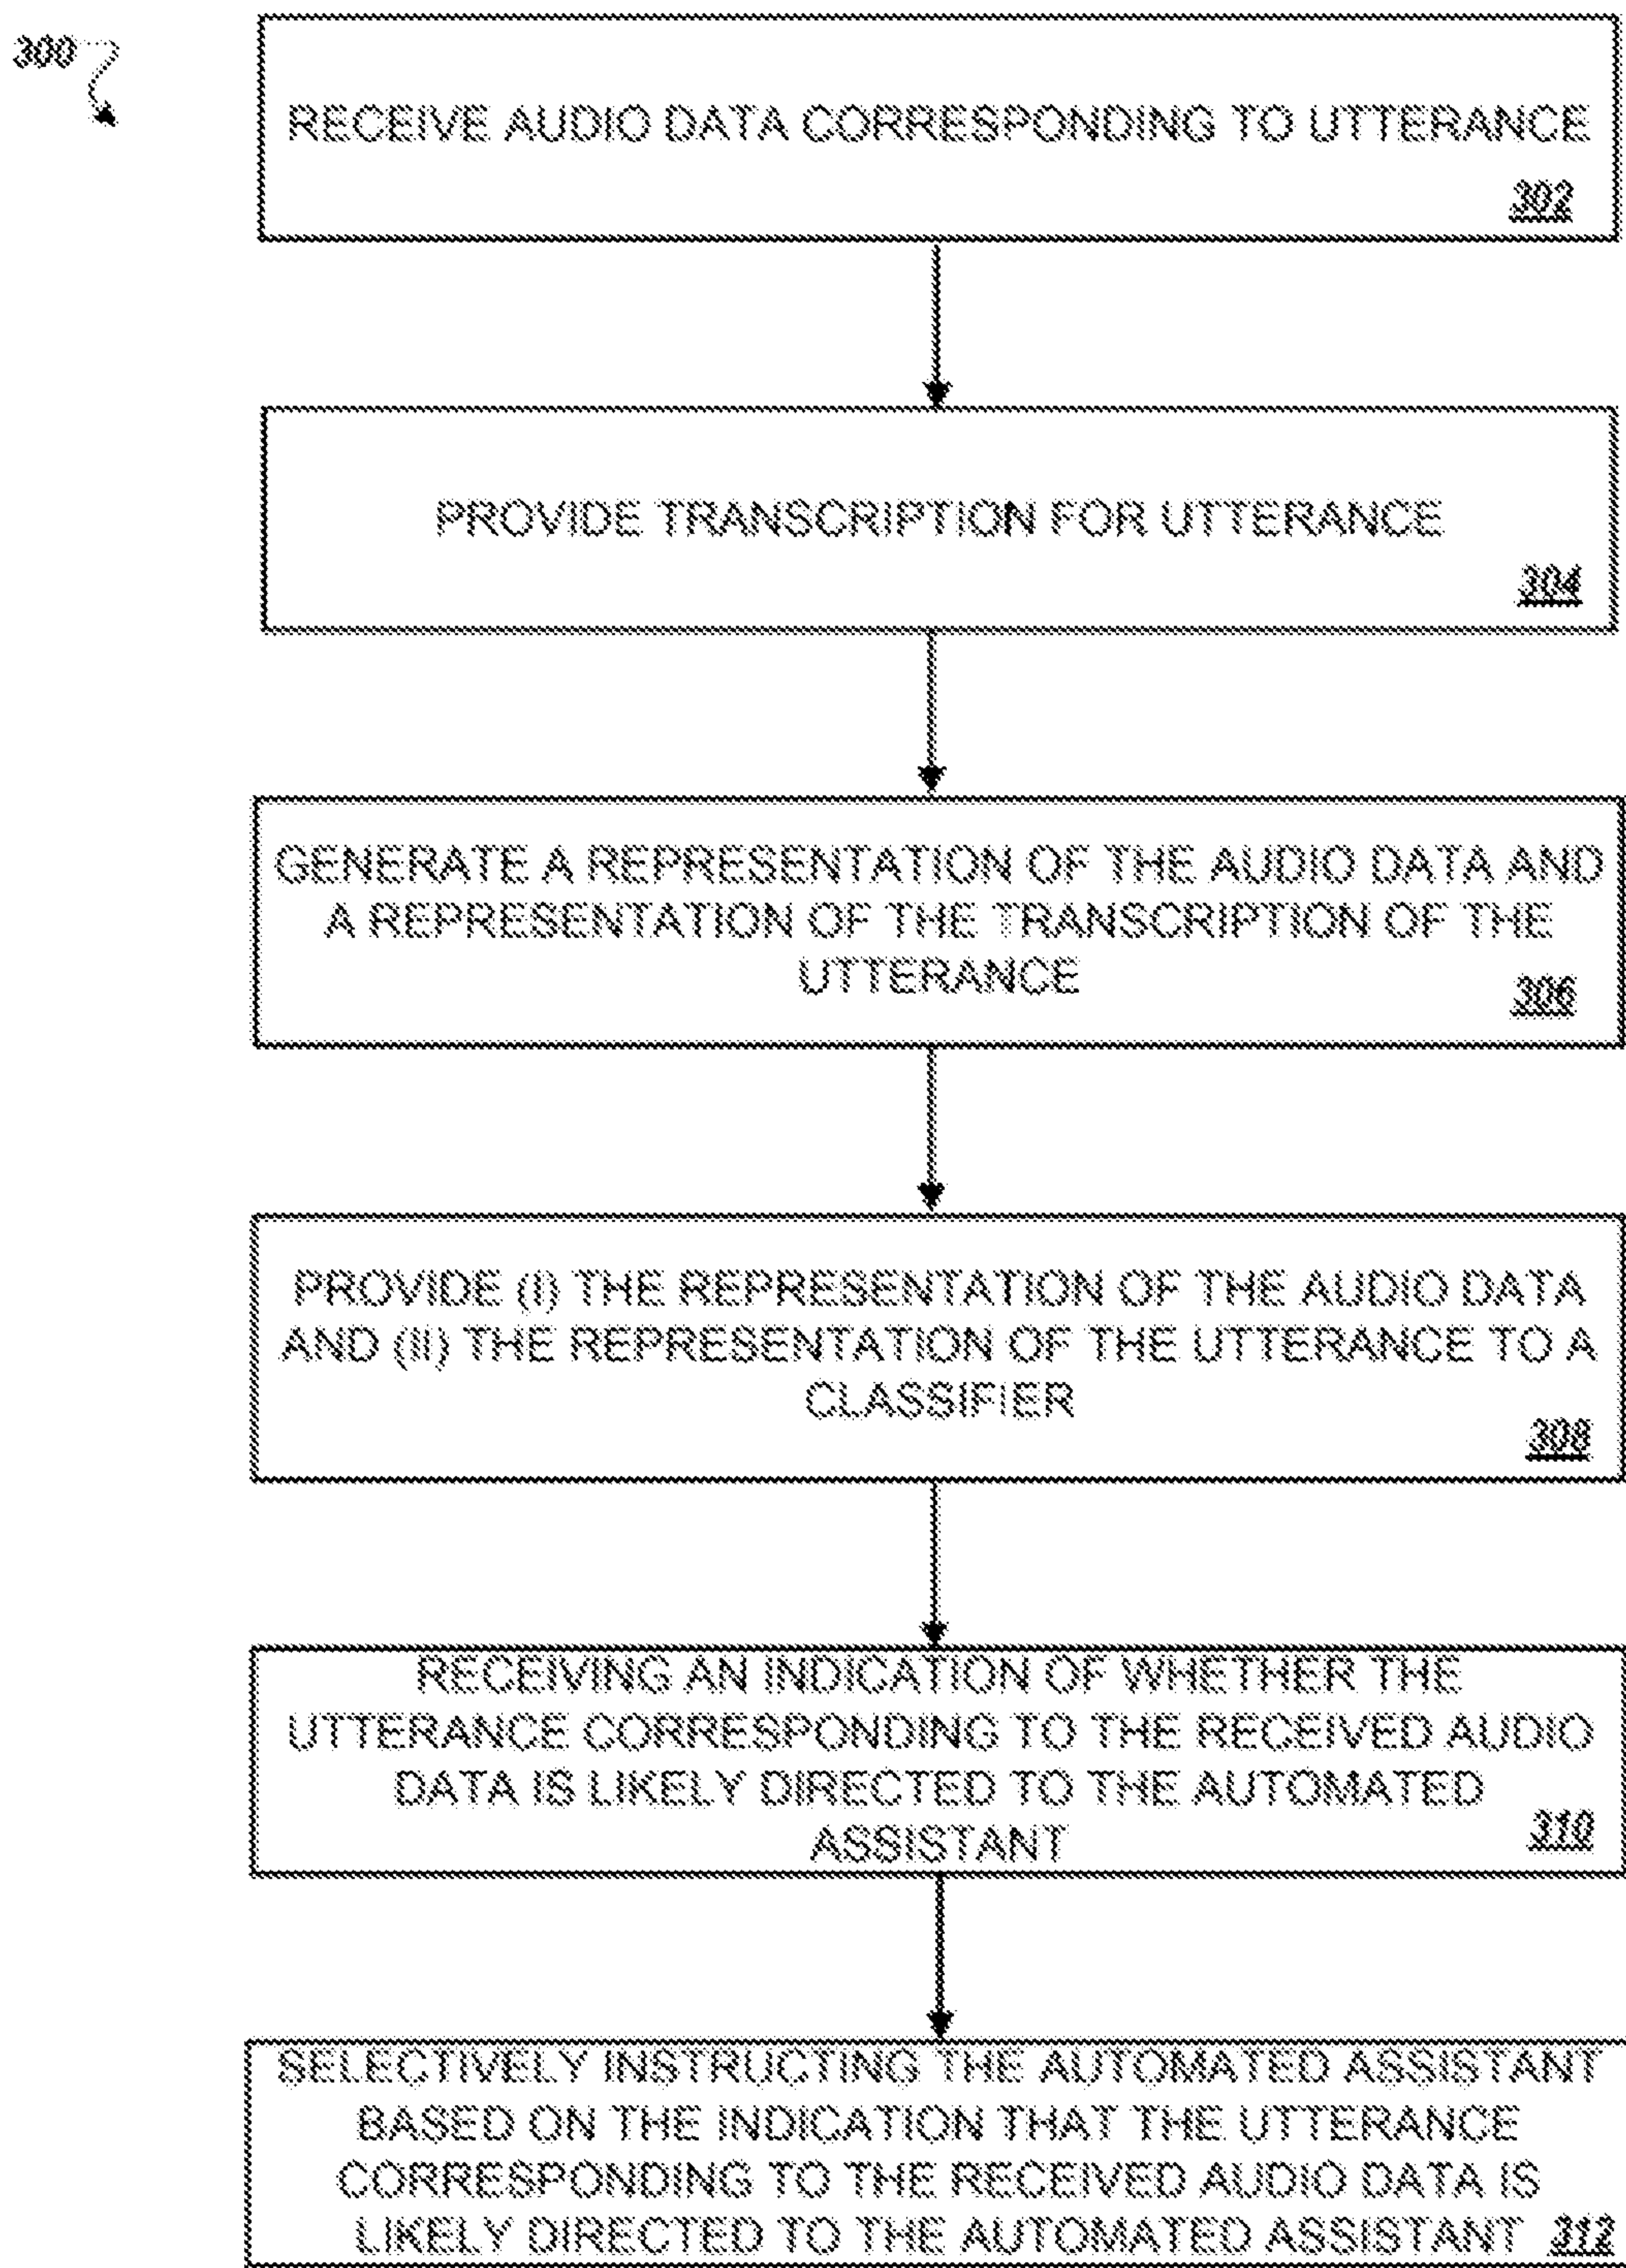 300
RECEIVE AUDIO DATA CORRESPONDING TO UTTERANCE
302
PROVIDE TRANSCRIPTION FOR UTTERANCE
304
GENERATE A REPRESENTATION OF THE AUDIO DATA AND
A REPRESENTATION OF THE TRANSCRIPTION OF THE
UTTERANCE
306
PROVIDE (I) THE REPRESENTATION OF THE AUDIO DATA
AND (II) THE REPRESENTATION OF THE UTTERANCE TO A
CLASSIFIER
308
RECEIVING AN INDICATION OF WHETHER THE
UTTERANCE CORRESPONDING TO THE RECEIVED AUDIO
DATA IS LIKELY DIRECTED TO THE AUTOMATED
ASSISTANT
310
SELECTIVELY INSTRUCTING THE AUTOMATED ASSISTANT
BASED ON THE INDICATION THAT THE UTTERANCE
CORRESPONDING TO THE RECEIVED AUDIO DATA IS
LIKELY DIRECTED TO THE AUTOMATED ASSISTANT 312